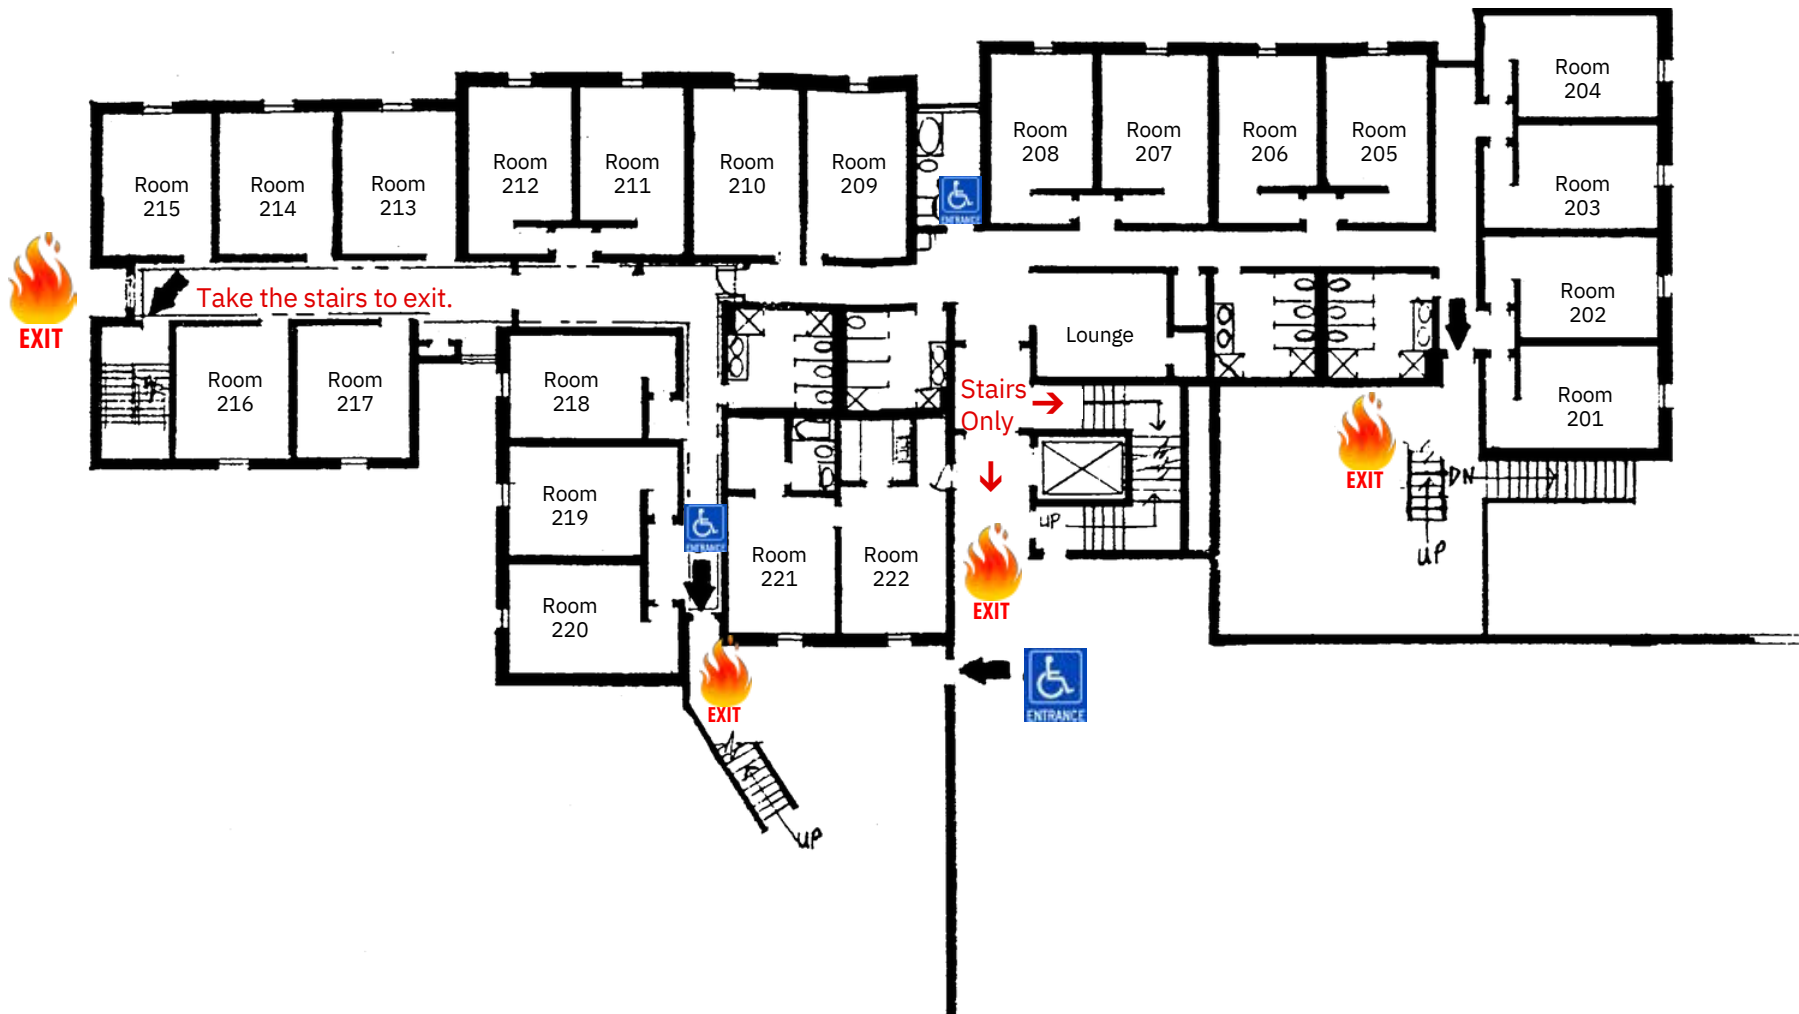 Room
204
Room
208
Room
207
Room
206
Room
205
Room
212
Room
211
Room
210
Room
209
Room
215
Room
214
Room
213
Room
203
ENTRANCE
Take the stairs to exit.
EXIT
Room
202
Lounge
Room
218
Room
216
Room
217
Stairs
Only
Room
201
EXIT
DN
UP
Room
219
ENTRANCE
UP
Room
221
Room
222
EXIT
Room
220
EXIT
ENTRANCE
UP